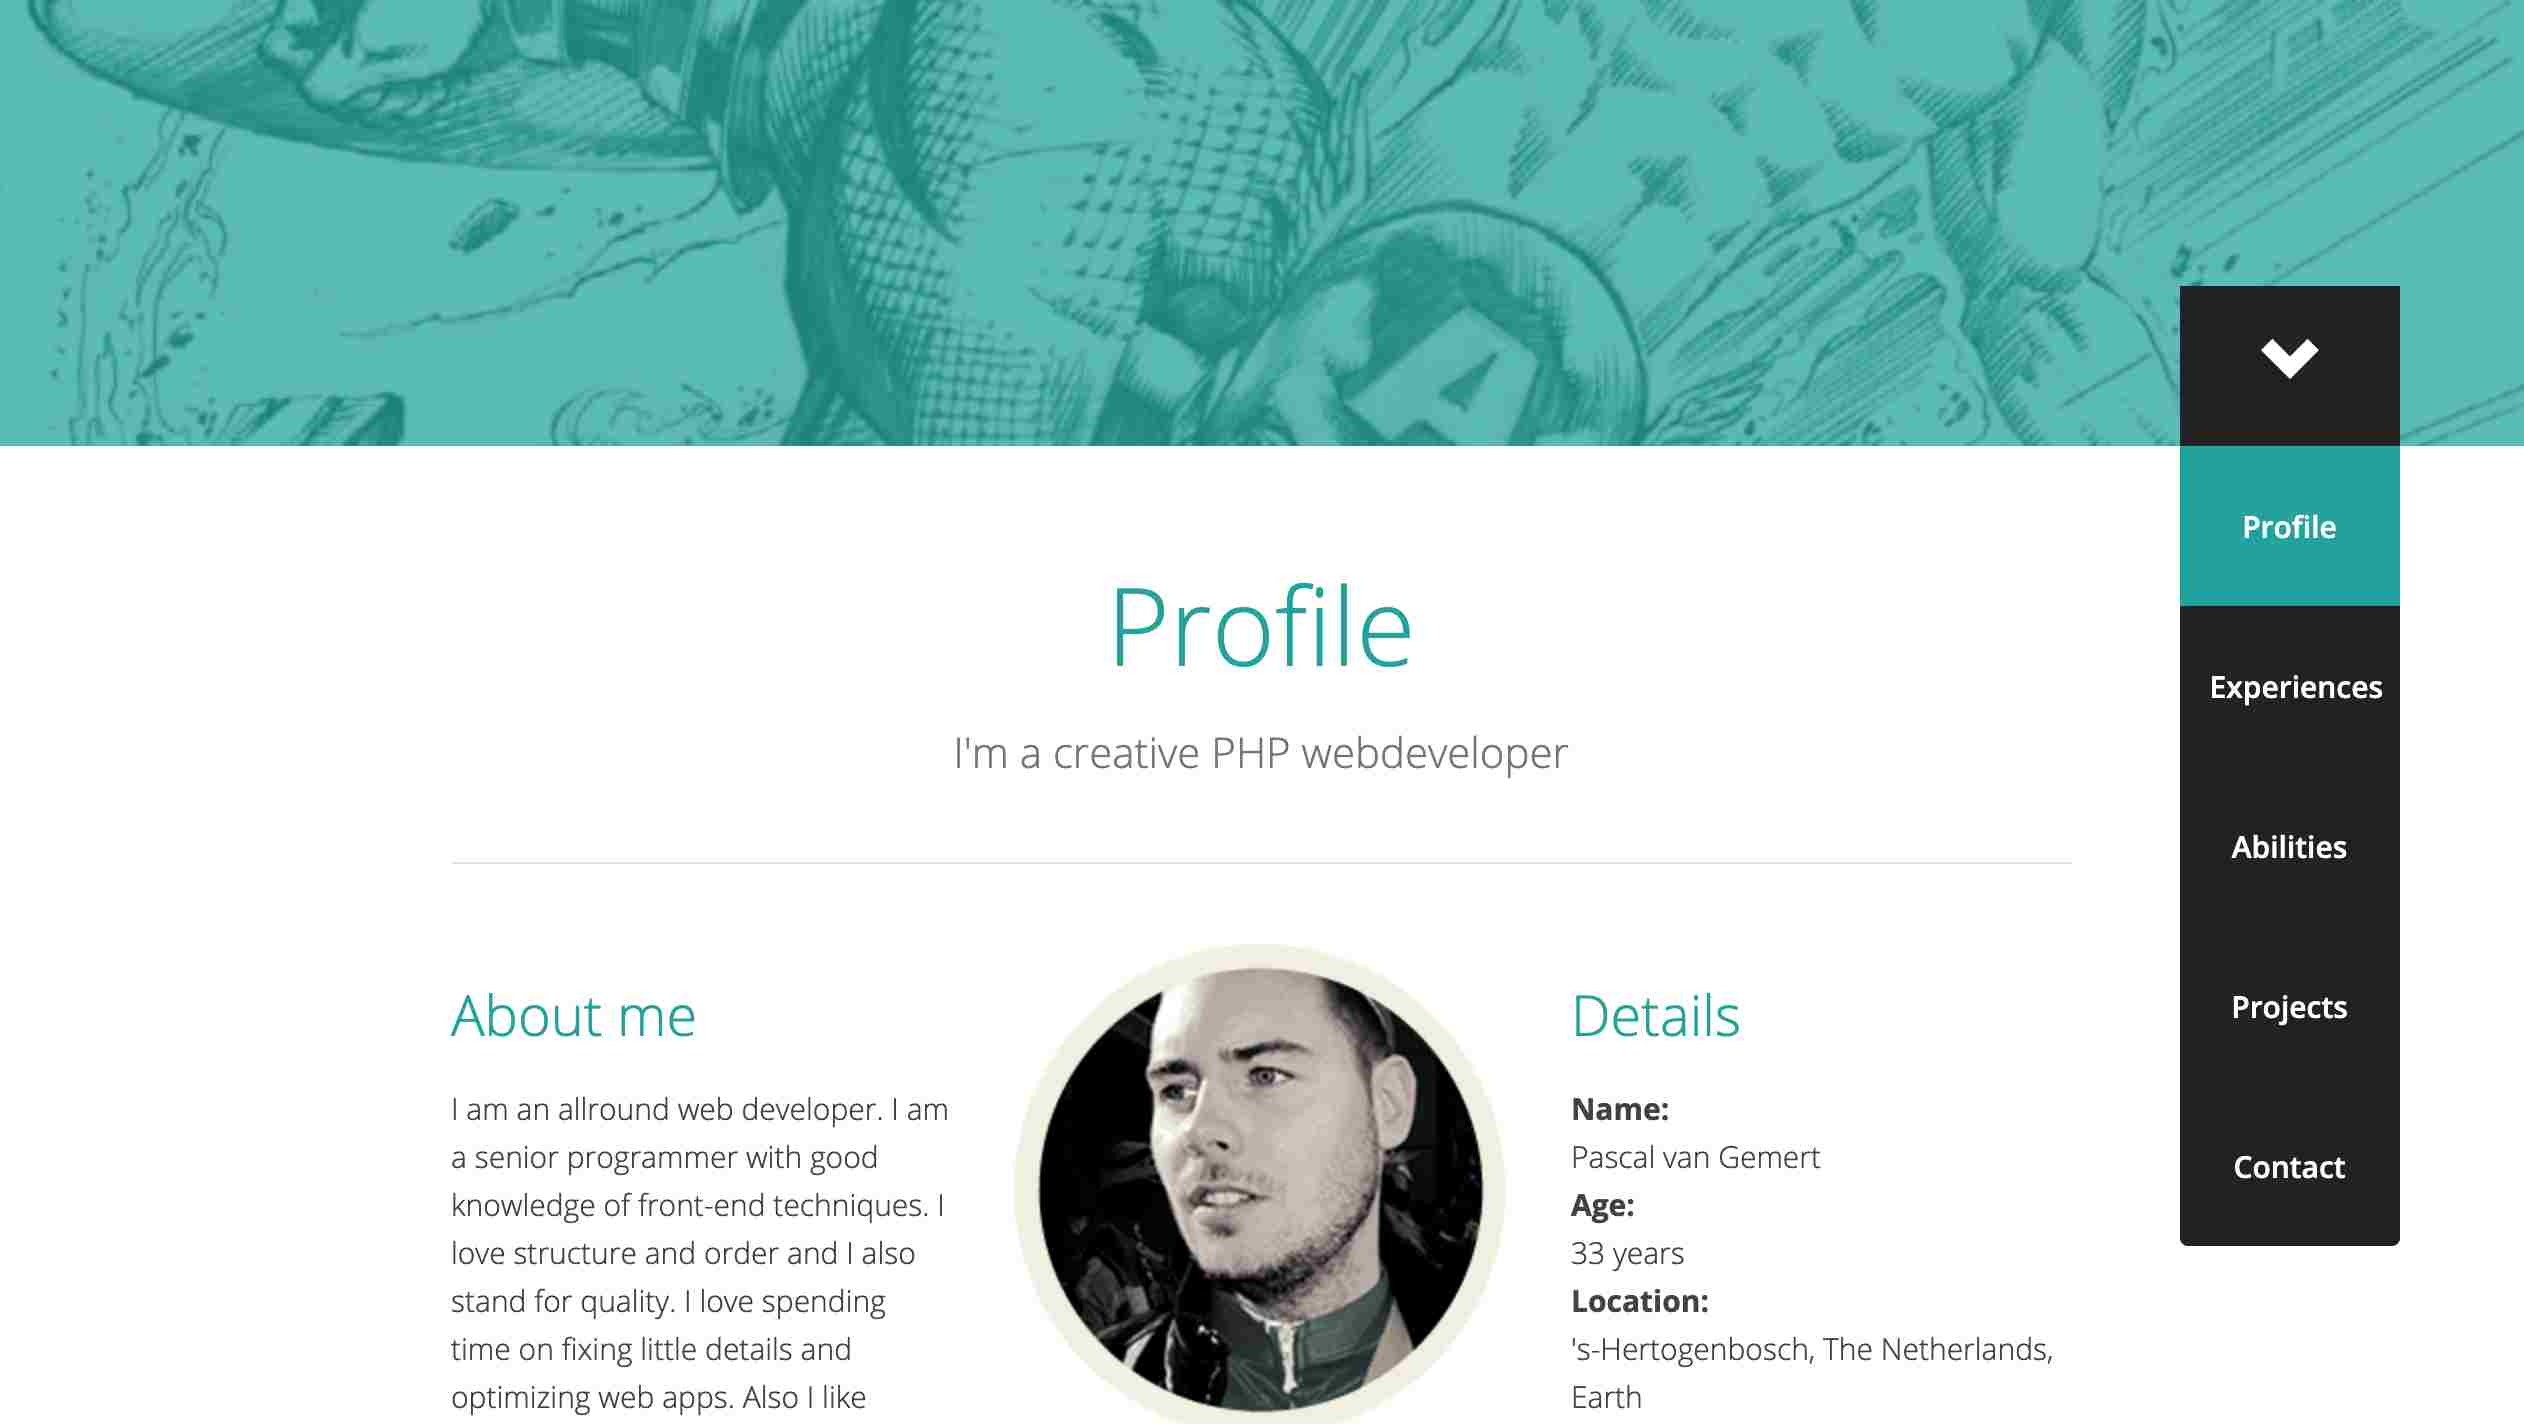 Profile
Experiences
Abilities
Projects
Contact
Profile
I'm a creative PHP webdeveloper
About me
I am an allround web developer. I am
a senior programmer with good
knowledge of front-end techniques. I
love structure and order and I also
stand for quality. I love spending
time on fixing little details and
optimizing web apps. Also I like
Details
Name:
Pascal van Gemert
Age:
33 years
Location:
's-Hertogenbosch, The Netherlands,
Earth